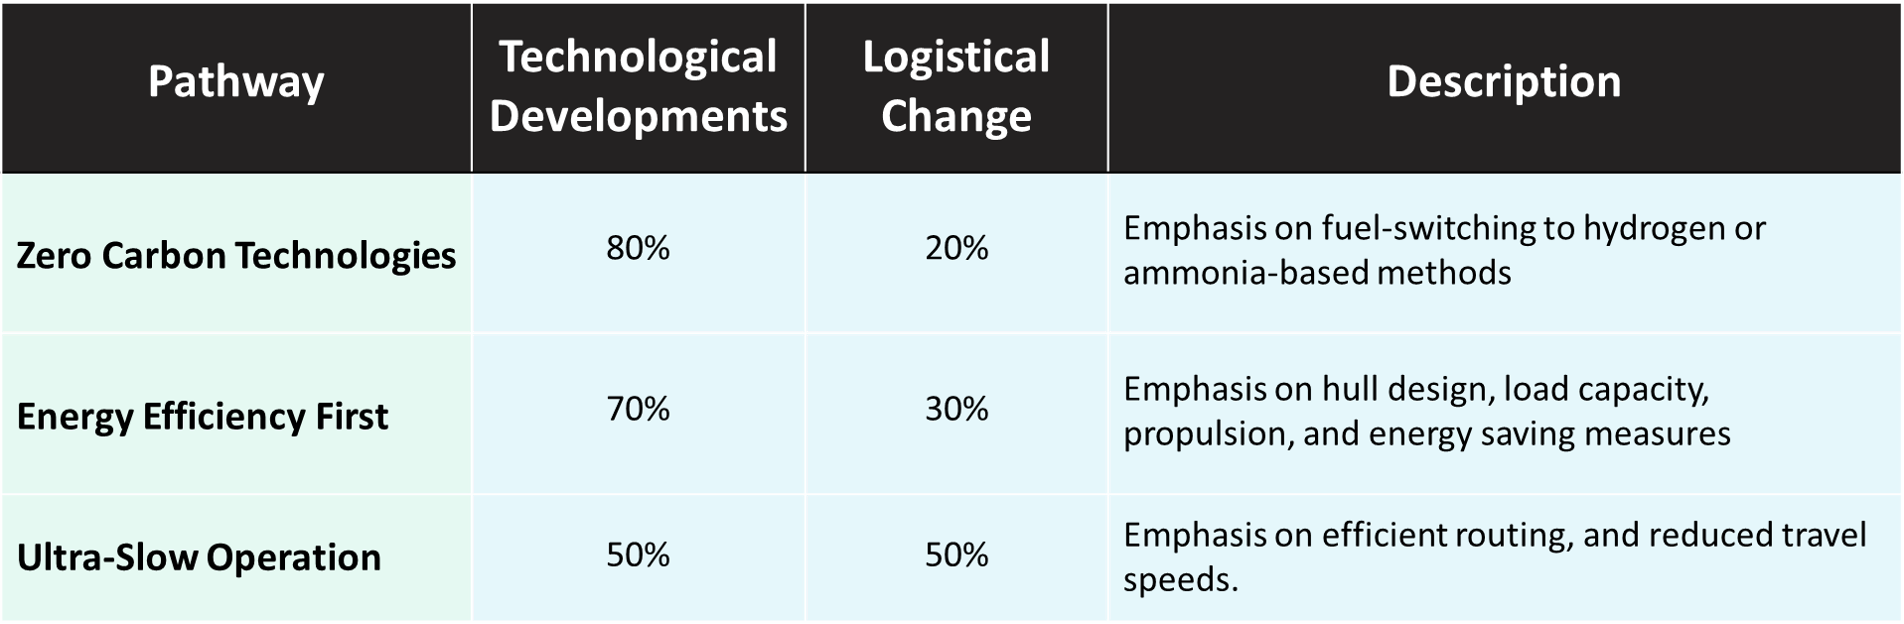 Pathway
Technological
Developments
Logistical
Change
Description
Zero Carbon Technologies
80%
20%
Emphasis on fuel-switching to hydrogen or
ammonia-based methods
Energy Efficiency First
70%
30%
Emphasis on hull design, load capacity,
propulsion, and energy saving measures
Ultra-Slow Operation
50%
50%
Emphasis on efficient routing, and reduced travel
speeds.